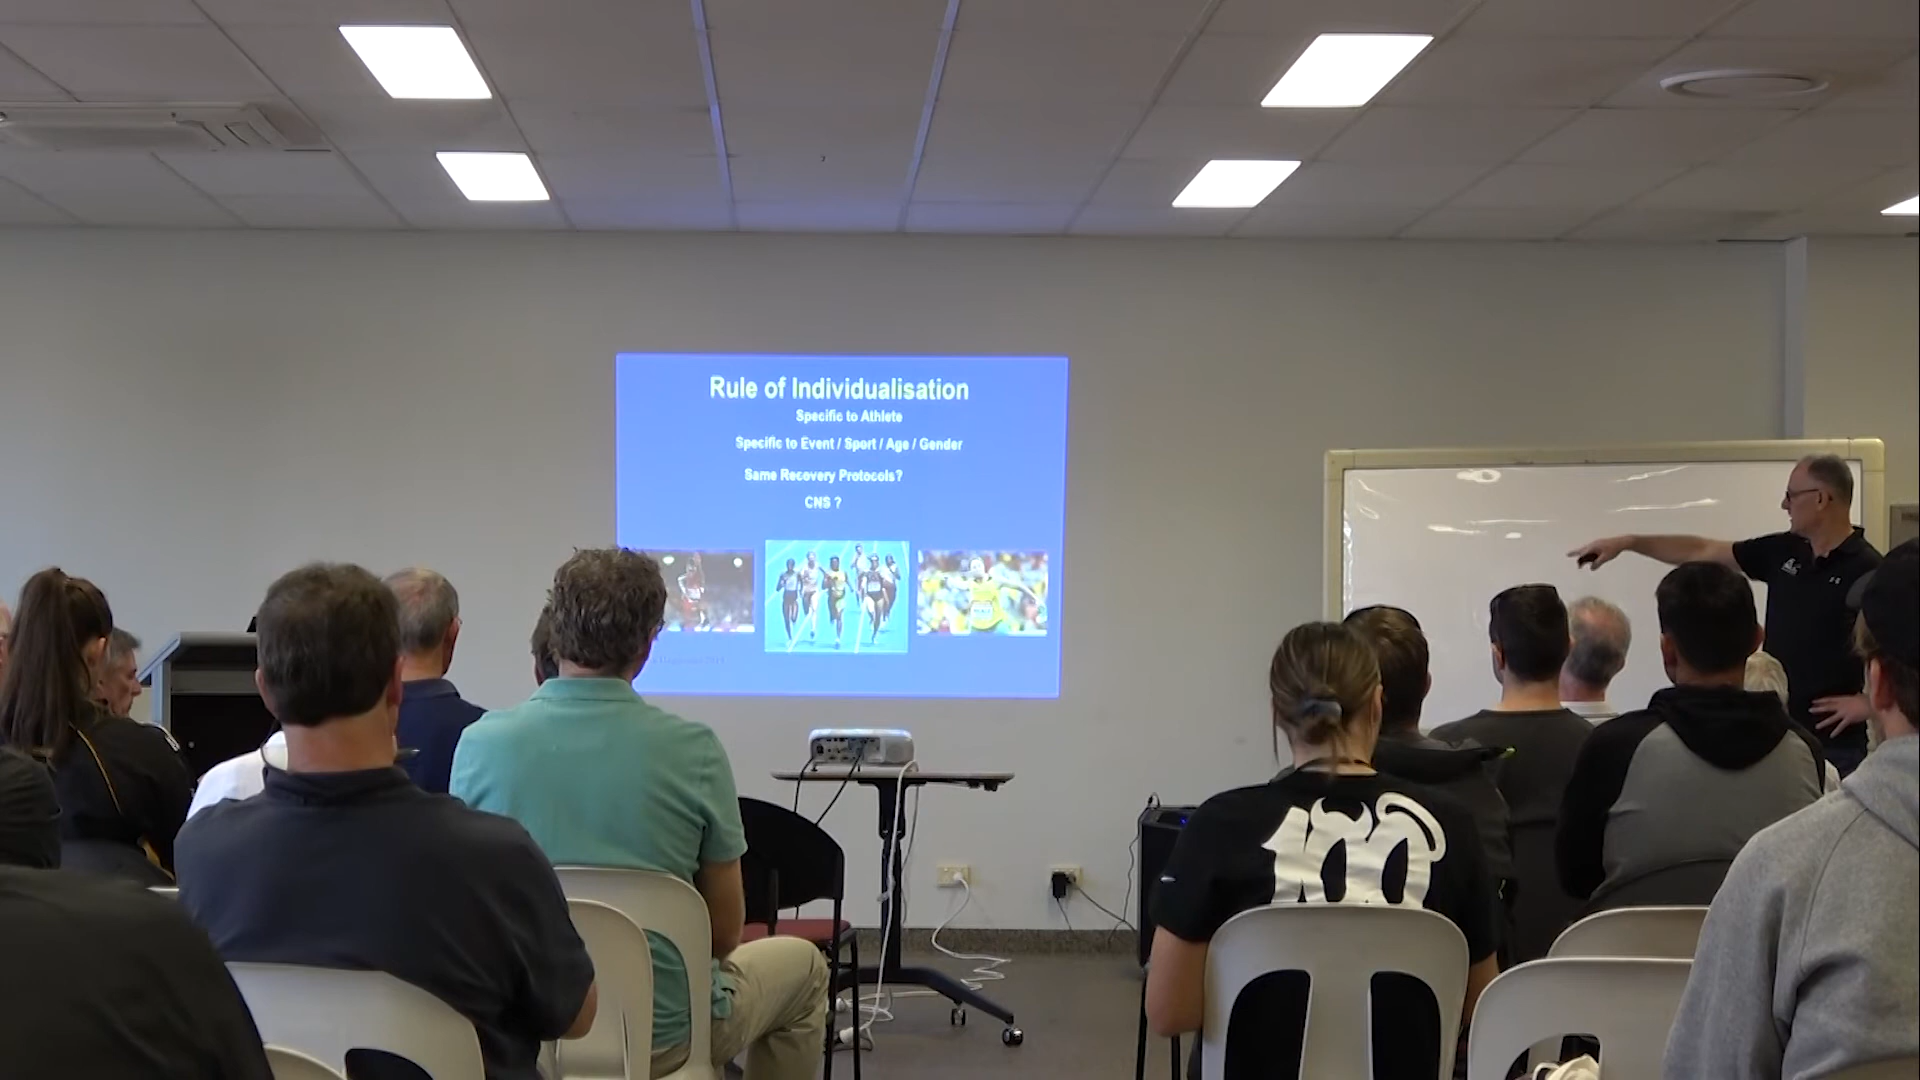 Rule of Individualisation
Specific to Athlete
Specific to Event / Sport / Age / Gender
Same Recovery Protocols?
CNS ?
100